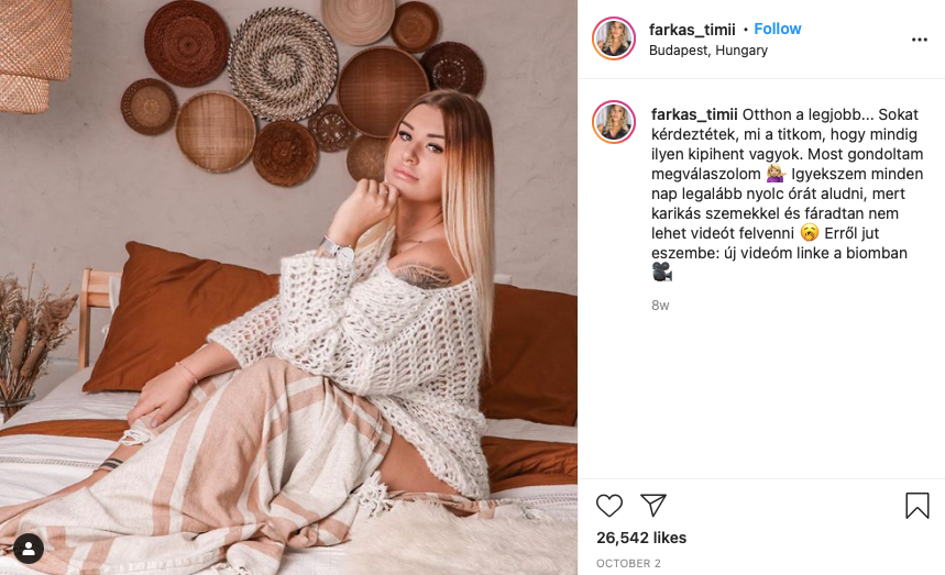 farkas_timii • Follow
Budapest, Hungary
farkas_timii Otthon a legjobb... Sokat
kérdeztétek, mi a titkom, hogy mindig
ilyen kipihent vagyok. Most gondoltam
megválaszolom 💁🏼‍♀️ Igyekszem minden
nap legalább nyolc órát aludni, mert
karikás szemekkel és fáradtan nem
lehet videót felvenni 🥱 Erről jut
eszembe: új videóm linke a biomban
🎥
8w
26,542 likes
OCTOBER 2